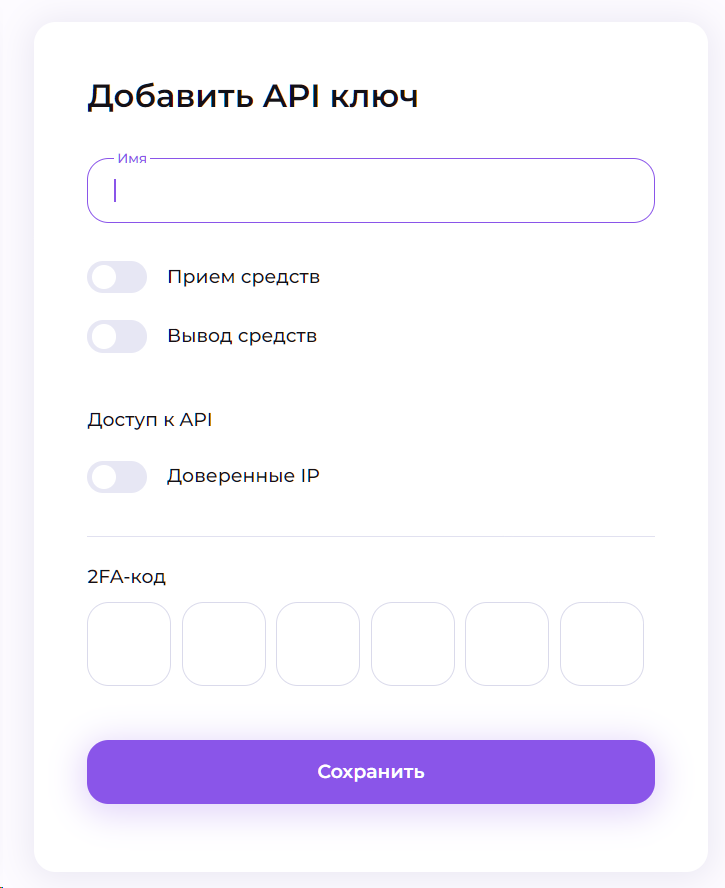 Добавить API ключ
Имя
Прием средств
Вывод средств
Доступ к API
Доверенные IP
2FA-код
Сохранить